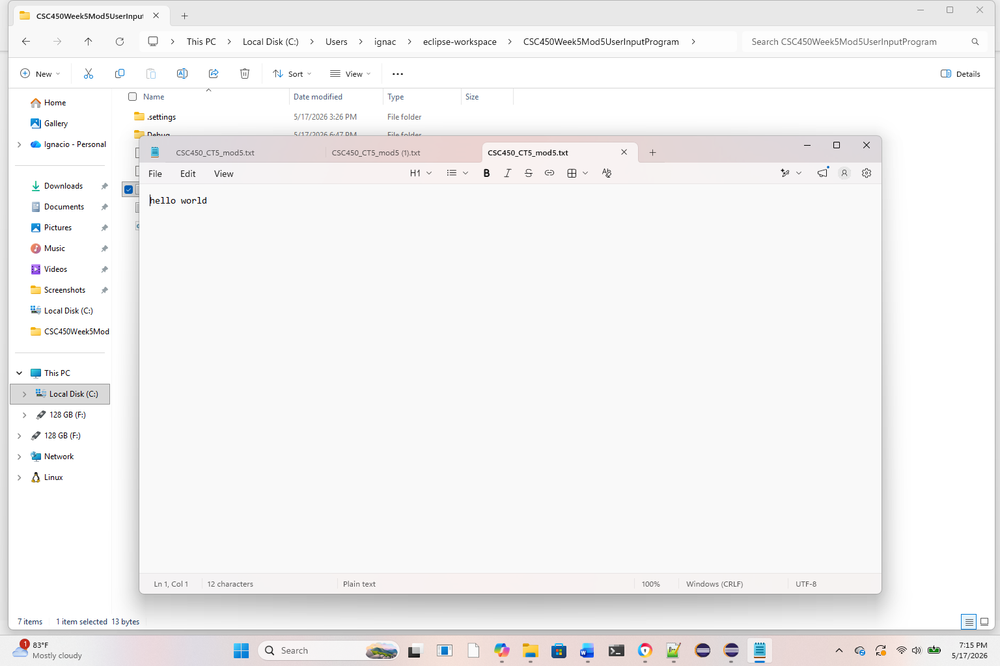 CSC450Week5Mod5UserInput
This PC
Local Disk (C:)
Users
ignac
eclipse-workspace
CSC450Week5Mod5UserInputProgram
Search CSC450Week5Mod5UserInputProgram
New
Sort
View
Details
Name
Date modified
Type
Size
.settings
5/17/2026 3:26 PM
File folder
Debug
5/17/2026 6:47 PM
File folder
Home
Gallery
Ignacio - Personal
Downloads
Documents
Pictures
Music
Videos
Screenshots
Local Disk (C:)
CSC450Week5Mod
This PC
Local Disk (C:)
128 GB (F:)
128 GB (F:)
Network
Linux
CSC450_CT5_mod5.txt
CSC450_CT5_mod5 (1).txt
CSC450_CT5_mod5.txt
File
Edit
View
H1
B
I
S
hello world
Ln 1, Col 1
12 characters
Plain text
100%
Windows (CRLF)
UTF-8
7 items
1 item selected
13 bytes
1
83°F
Mostly cloudy
Search
7:15 PM
5/17/2026